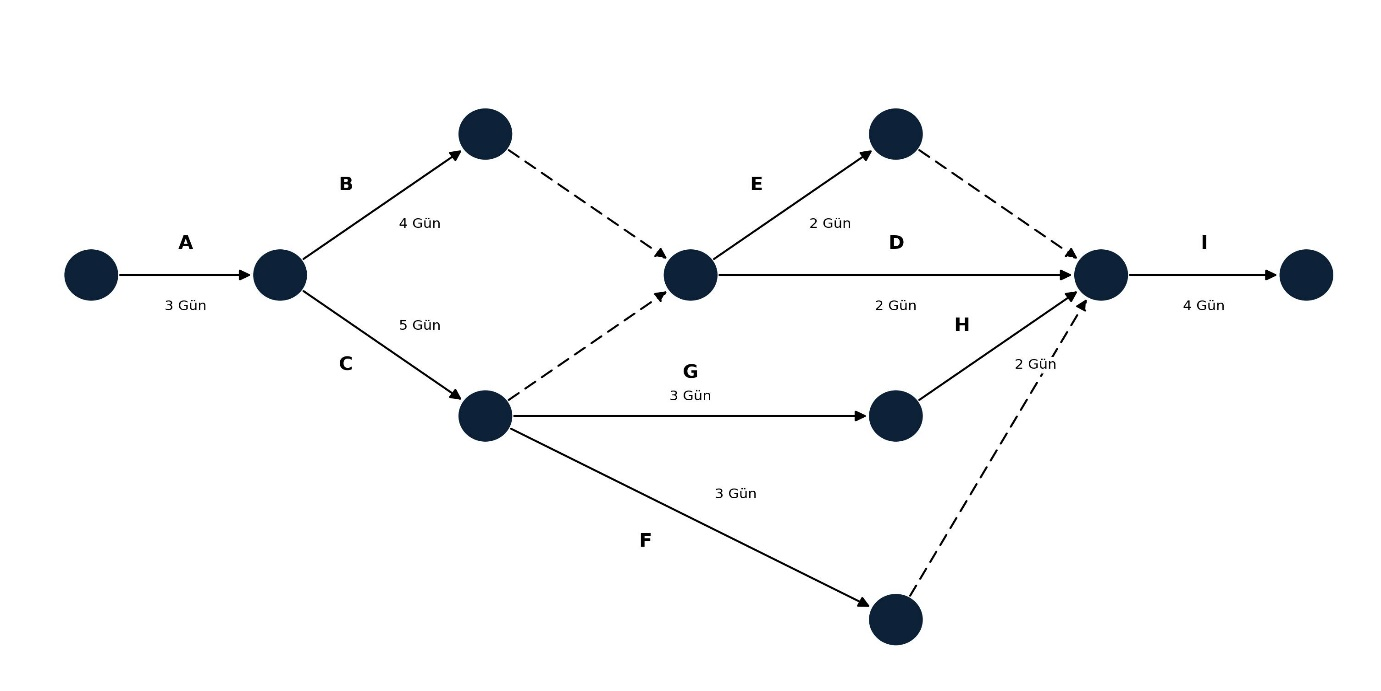 B
E
4 Gün
2 Gün
A
D
I
3 Gün
2 Gün
4 Gün
5 Gün
H
C
2 Gün
G
3 Gün
3 Gün
F